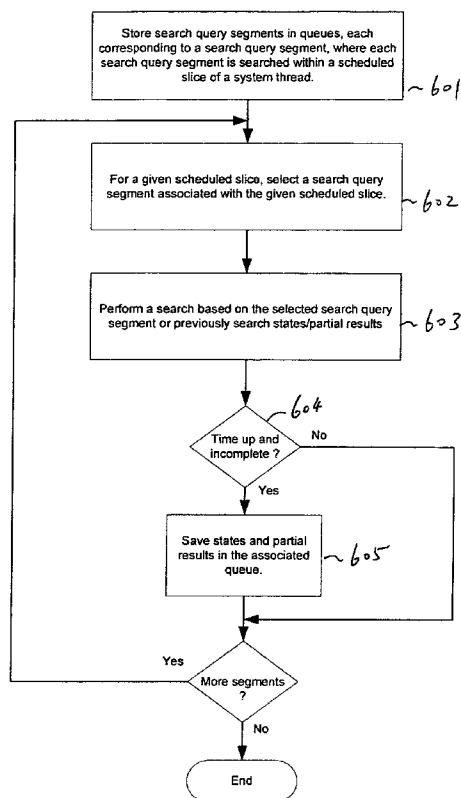 Store search query segments in queues, each
corresponding to a search query segment, where each
search query segment is searched within a scheduled
slice of a system thread.
~601
For a given scheduled slice, select a search query
segment associated with the given scheduled slice.
~602
Perform a search based on the selected search query
segment or previously search states/partial results
~603
604
Time up and
incomplete ?
No
Yes
Save states and partial
results in the associated
queue.
~605
Yes
More segments
?
No
End